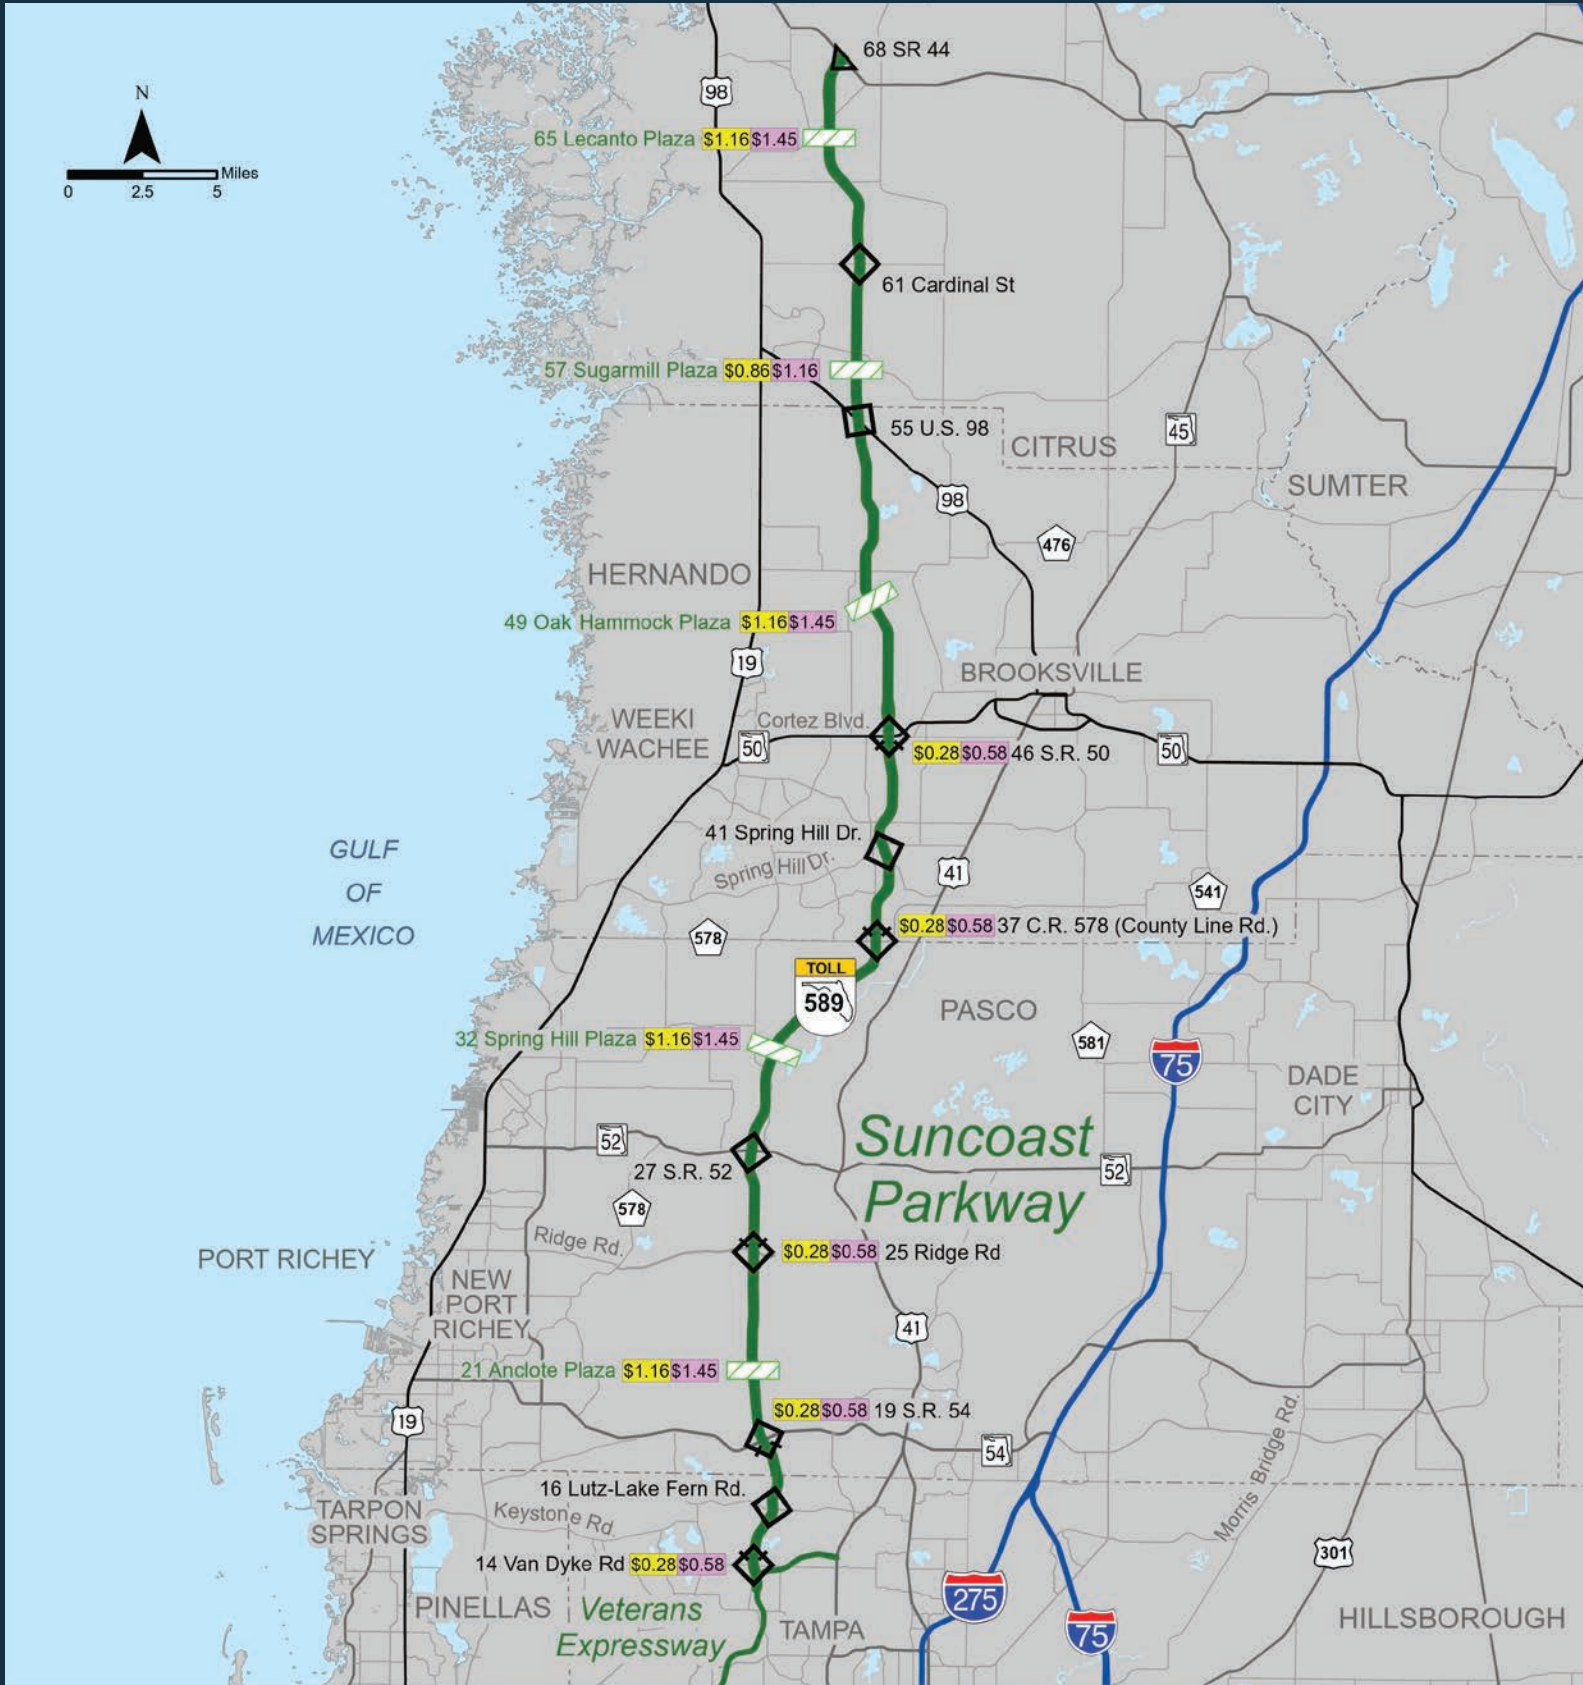 68 SR 44
98
N
65 Lecanto Plaza $1.16 $1.45
Miles
0 2.5 5
61 Cardinal St
57 Sugarmill Plaza $0.86 $1.16
55 U.S. 98
CITRUS
45
SUMTER
98
476
HERNANDO
49 Oak Hammock Plaza $1.16 $1.45
19
BROOKSVILLE
WEEKI
WACHEE
Cortez Blvd.
50
$0.28 $0.58 46 S.R. 50
50
41 Spring Hill Dr.
Spring Hill Dr.
GULF
OF
MEXICO
41
541
578
$0.28 $0.58 37 C.R. 578 (County Line Rd.)
TOLL
589
PASCO
32 Spring Hill Plaza $1.16 $1.45
581
75
DADE
CITY
Suncoast
Parkway
52
27 S.R. 52
52
578
Ridge Rd.
$0.28 $0.58 25 Ridge Rd
PORT RICHEY
NEW
PORT
RICHEY
41
21 Anclote Plaza $1.16 $1.45
$0.28 $0.58 19 S.R. 54
19
54
Morris Bridge Rd.
16 Lutz-Lake Fern Rd.
TARPON
SPRINGS
Keystone Rd.
301
14 Van Dyke Rd $0.28 $0.58
275
PINELLAS
Veterans
Expressway
TAMPA
75
HILLSBOROUGH